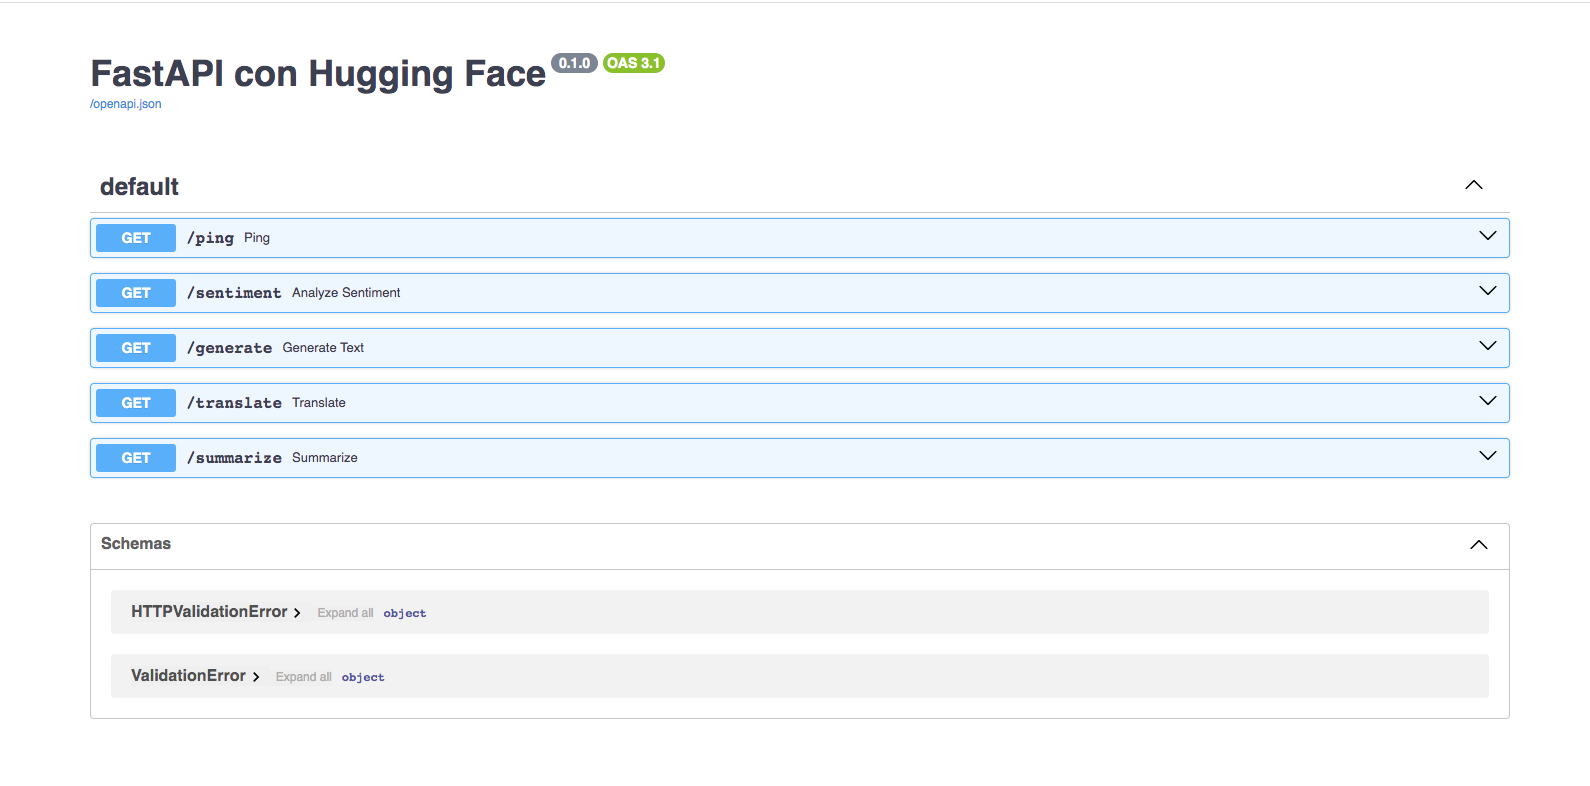 FastAPI con Hugging Face 0.1.0 OAS 3.1
/openapi.json
default
GET /ping Ping
GET /sentiment Analyze Sentiment
GET /generate Generate Text
GET /translate Translate
GET /summarize Summarize
Schemas
HTTPValidationError Expand all object
ValidationError Expand all object